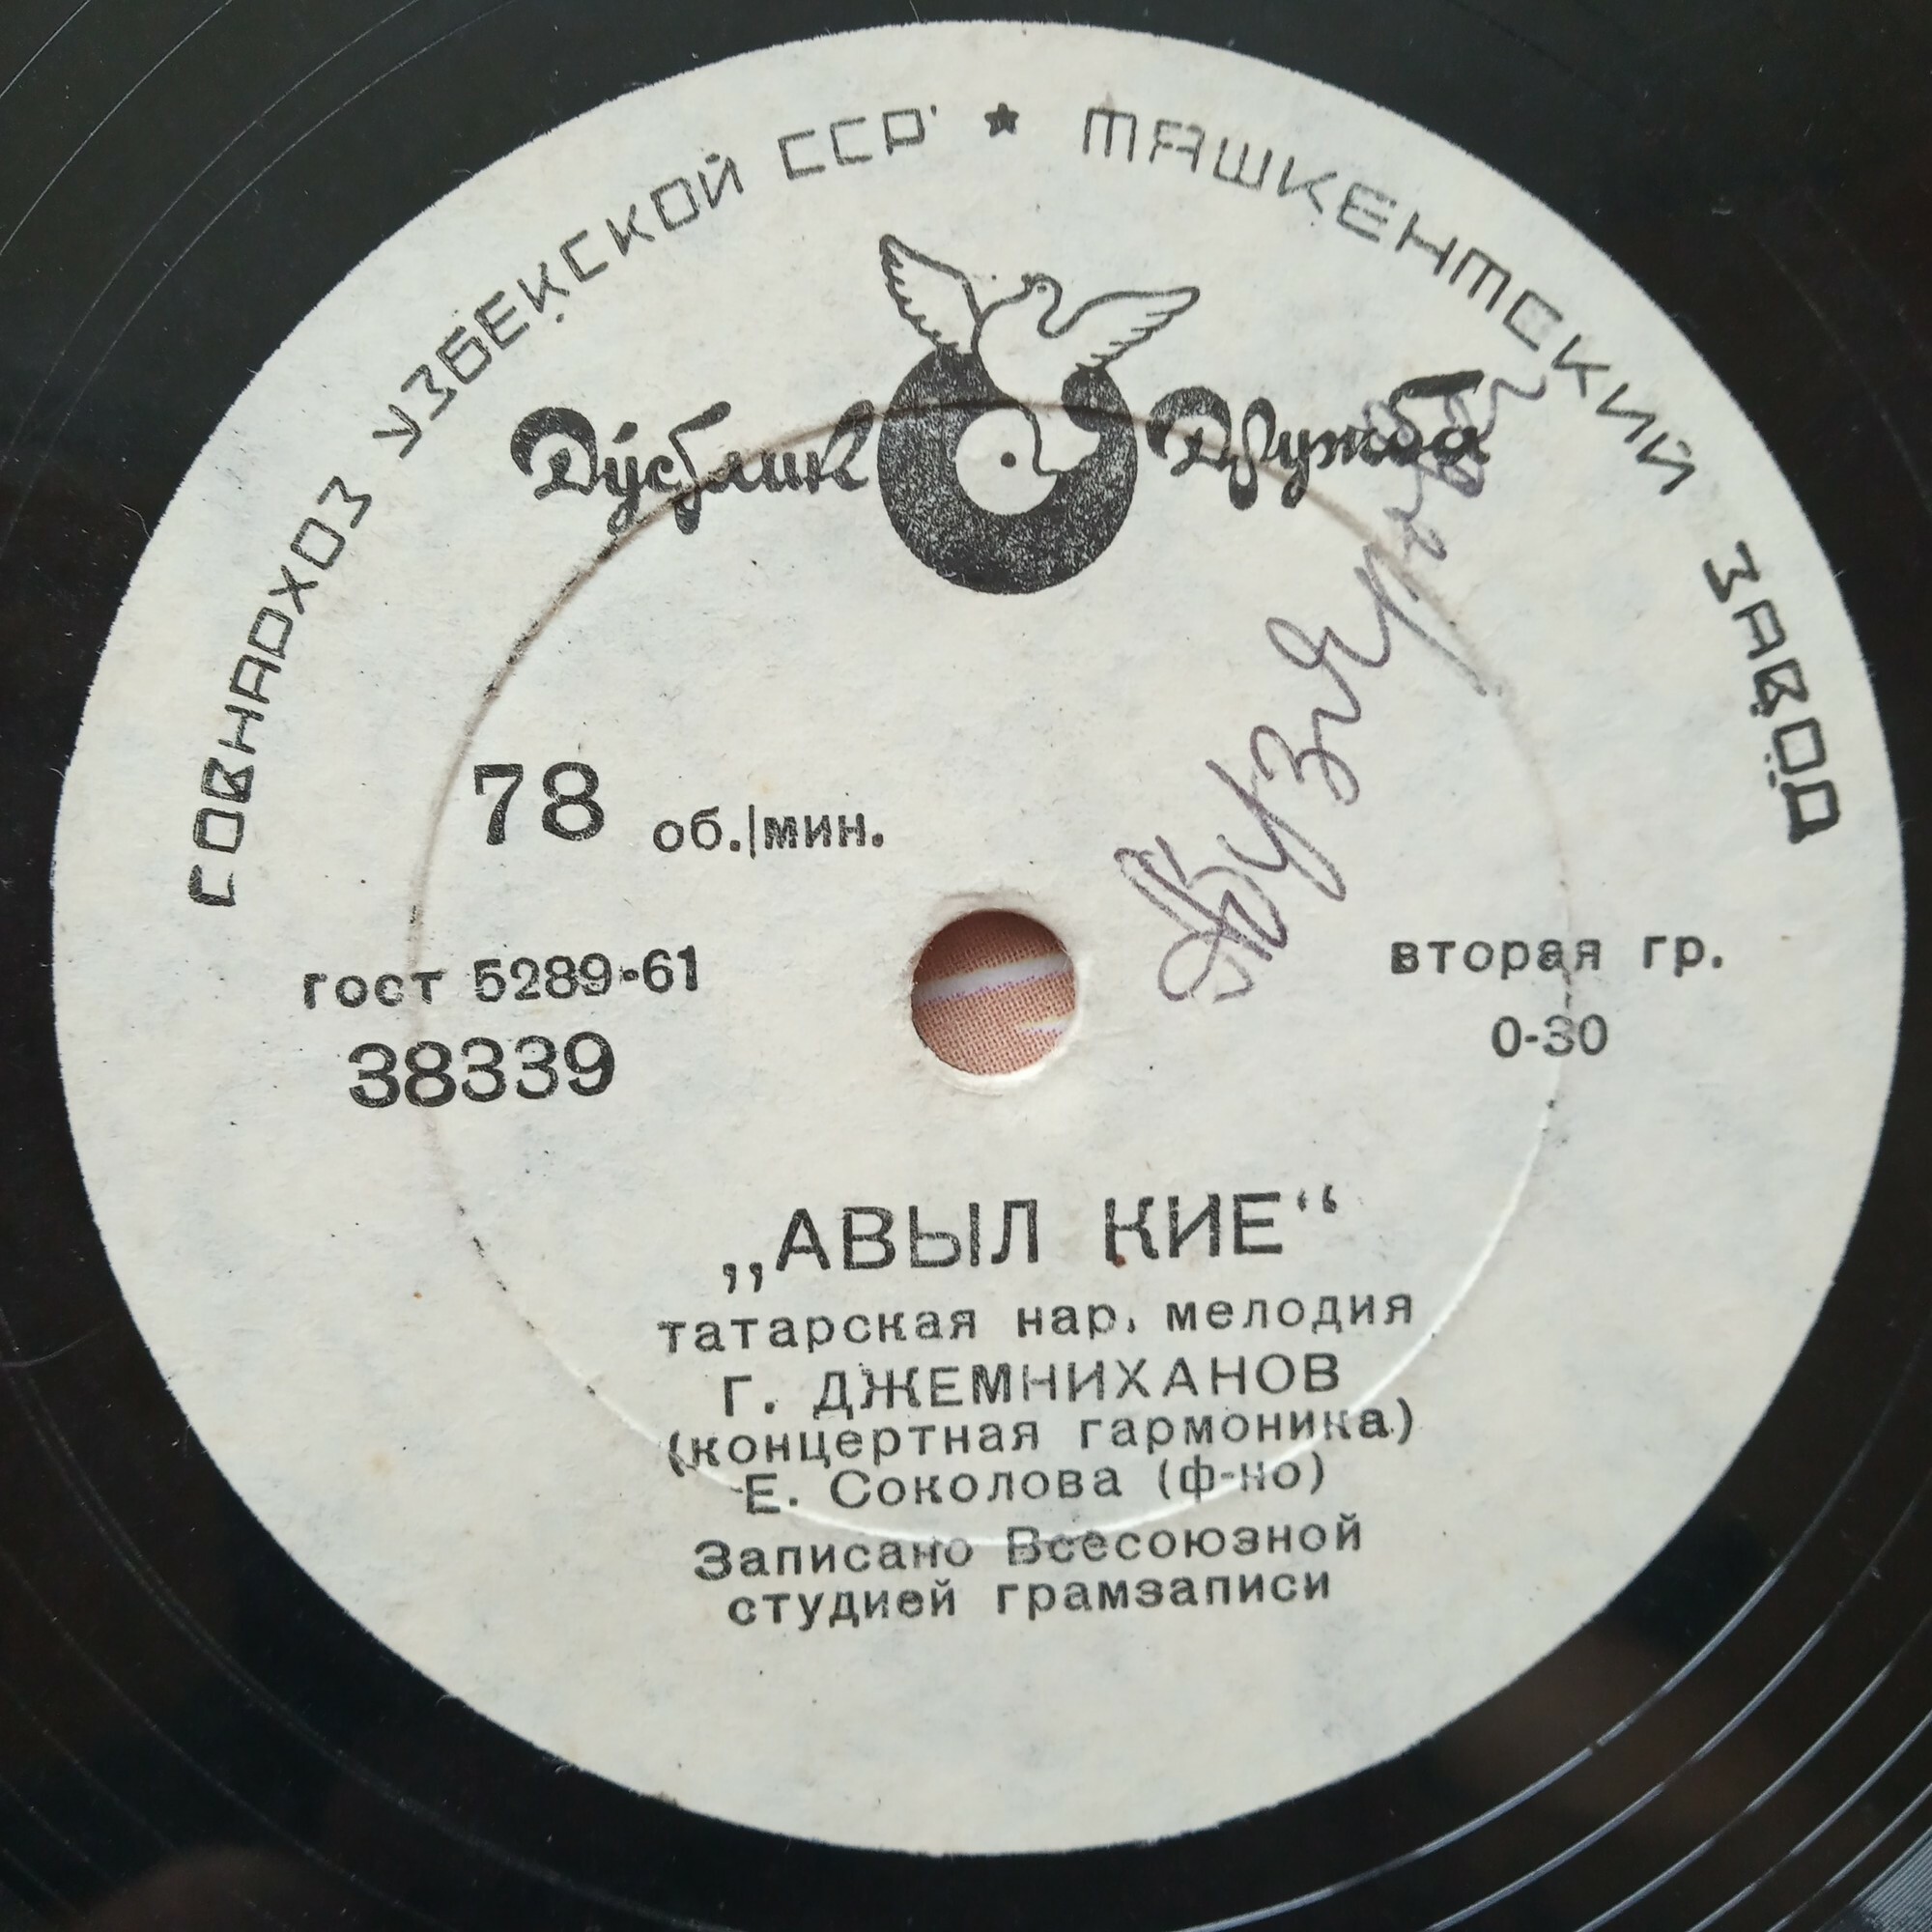 СОВНАРХОЗ УЗБЕКСКОЙ ССР ★ ТАШКЕНТСКИЙ ЗАВОД
Дўстлик Дружба
78 об./мин.
гост 5289-61
38339
вторая гр.
0-30
„АВЫЛ КИЕ“
татарская нар. мелодия
Г. ДЖЕМНИХАНОВ
(концертная гармоника)
Е. Соколова (ф-но)
Записано Всесоюзной
студией грамзаписи